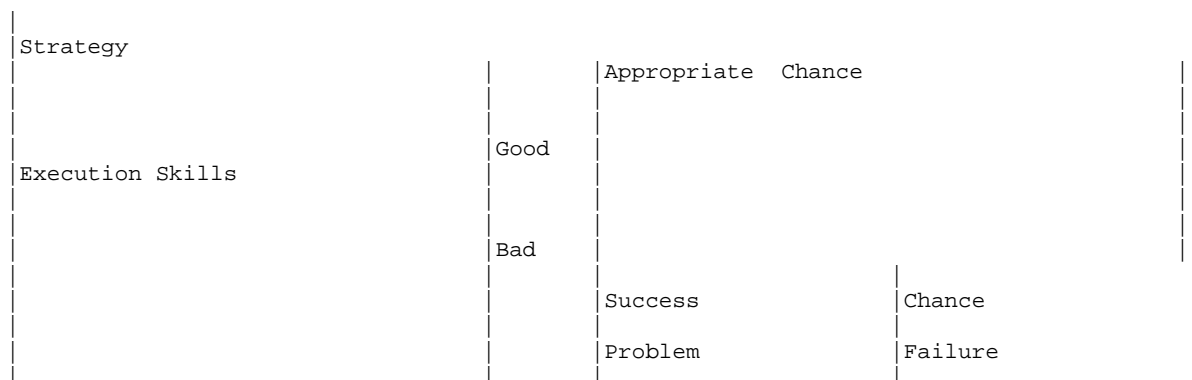 Strategy
Appropriate Chance
Good
Execution Skills
Bad
Success Chance
Problem Failure